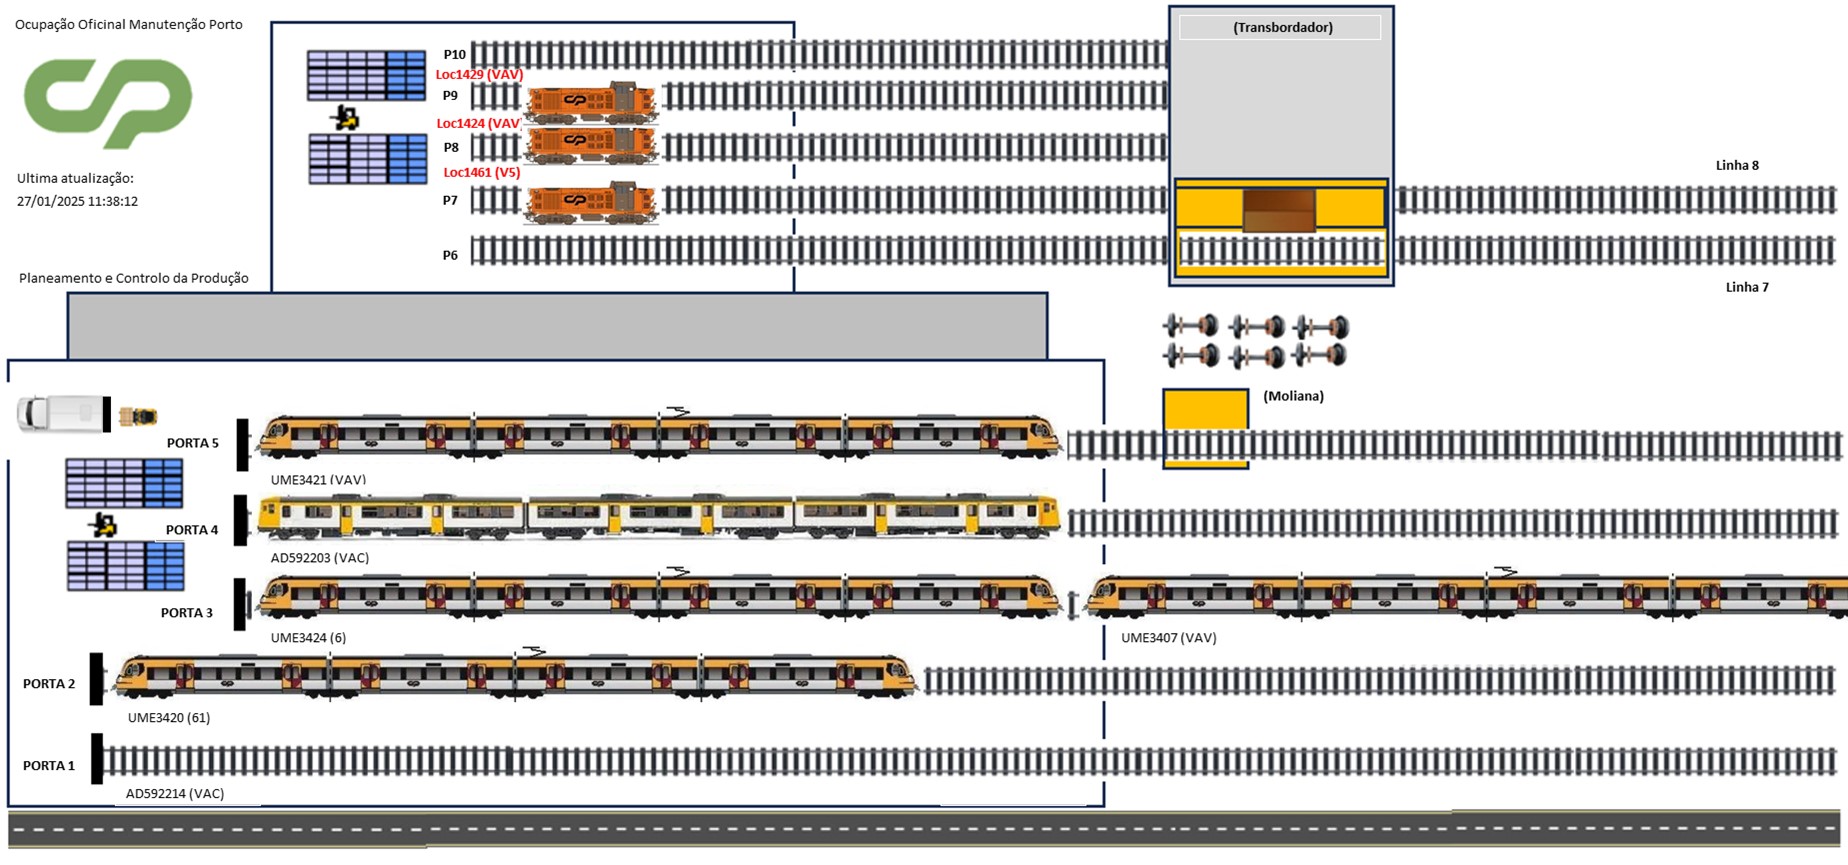 Ocupação Oficinal Manutenção Porto
Ultima atualização:
27/01/2025 11:38:12
Planeamento e Controlo da Produção
P10
Loc1429 (VAV)
P9
Loc1424 (VAV)
P8
Loc1461 (V5)
P7
P6
(Transbordador)
Linha 8
Linha 7
(Moliana)
PORTA 5
UME3421 (VAV)
PORTA 4
AD592203 (VAC)
PORTA 3
UME3424 (6)
UME3407 (VAV)
PORTA 2
UME3420 (61)
PORTA 1
AD592214 (VAC)